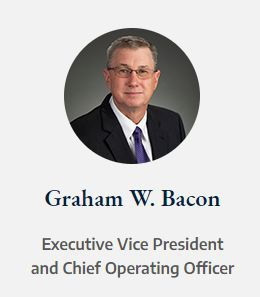 Graham W. Bacon
Executive Vice President
and Chief Operating Officer